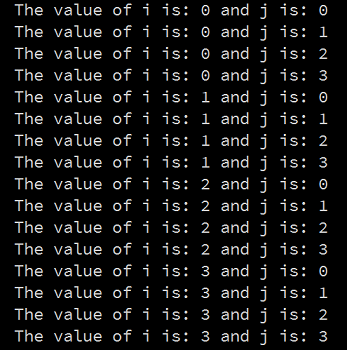 The value of i is: 0 and j is: 0
The value of i is: 0 and j is: 1
The value of i is: 0 and j is: 2
The value of i is: 0 and j is: 3
The value of i is: 1 and j is: 0
The value of i is: 1 and j is: 1
The value of i is: 1 and j is: 2
The value of i is: 1 and j is: 3
The value of i is: 2 and j is: 0
The value of i is: 2 and j is: 1
The value of i is: 2 and j is: 2
The value of i is: 2 and j is: 3
The value of i is: 3 and j is: 0
The value of i is: 3 and j is: 1
The value of i is: 3 and j is: 2
The value of i is: 3 and j is: 3